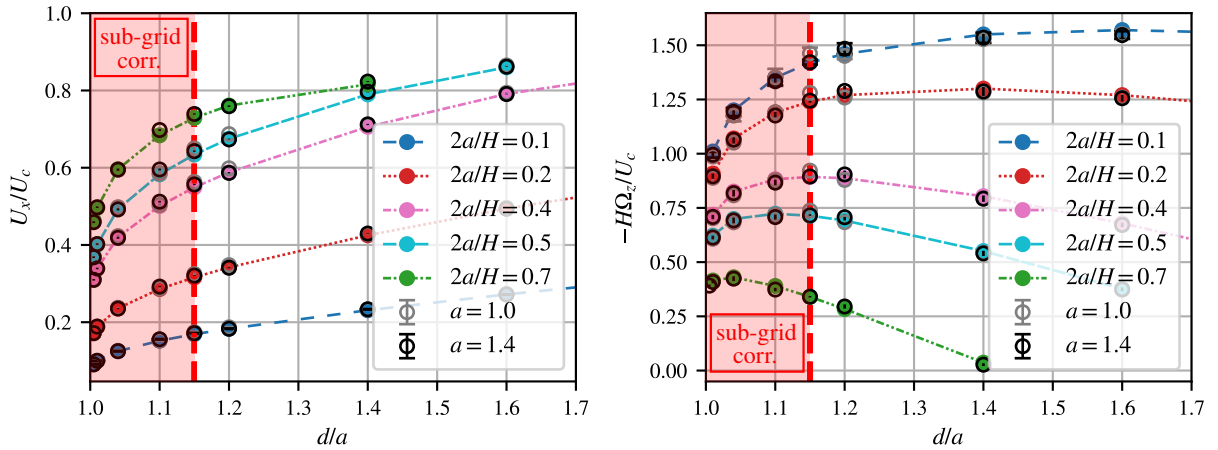 1.0
0.8
0.6
0.4
0.2
U_x/U_c
sub-grid
corr.
2a/H = 0.1
2a/H = 0.2
2a/H = 0.4
2a/H = 0.5
2a/H = 0.7
a = 1.0
a = 1.4
1.0 1.1 1.2 1.3 1.4 1.5 1.6 1.7
d/a
1.50
1.25
1.00
0.75
0.50
0.25
0.00
−HΩ_z/U_c
2a/H = 0.1
2a/H = 0.2
2a/H = 0.4
2a/H = 0.5
2a/H = 0.7
a = 1.0
a = 1.4
sub-grid
corr.
1.0 1.1 1.2 1.3 1.4 1.5 1.6 1.7
d/a